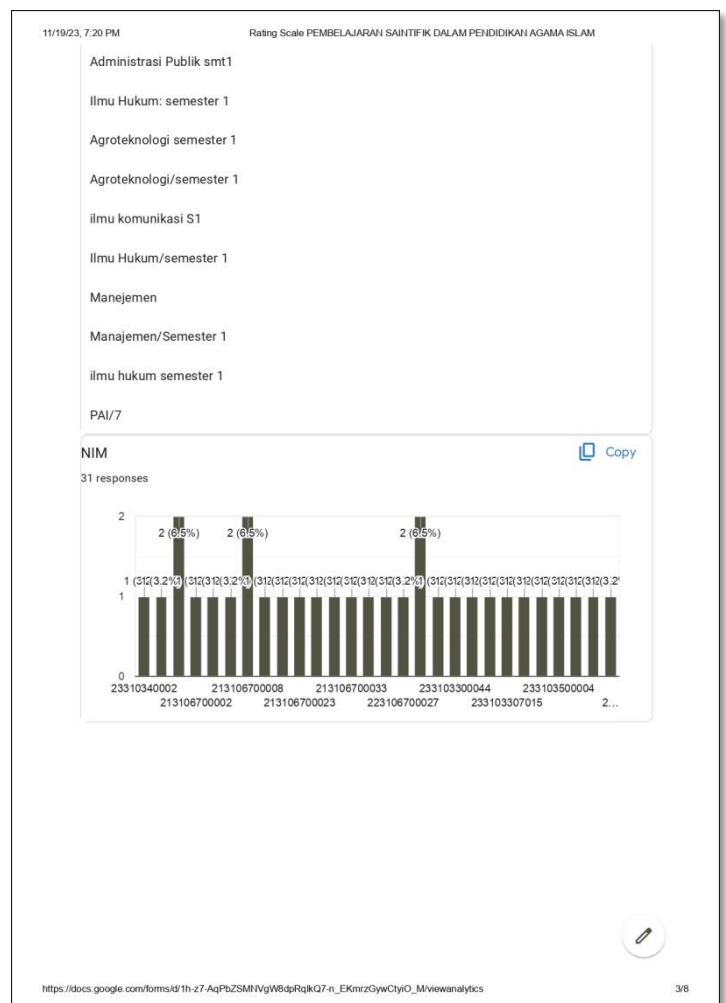 11/19/23, 7:20 PM
Rating Scale PEMBELAJARAN SAINTIFIK DALAM PENDIDIKAN AGAMA ISLAM
Administrasi Publik smt1
Ilmu Hukum: semester 1
Agroteknologi semester 1
Agroteknologi/semester 1
ilmu komunikasi S1
Ilmu Hukum/semester 1
Manejemen
Manajemen/Semester 1
ilmu hukum semester 1
PAI/7
NIM
Copy
31 responses
2
2 (6.5%) 2 (6.5%) 2 (6.5%)
1
0
23310340002 213106700008 213106700033 233103300044 233103500004
213106700002 213106700023 223106700027 233103307015 2...
https://docs.google.com/forms/d/1h-z7-AqPbZSMNVgW8dpRqlkQ7-n_EKmrzGywCtyiO_M/viewanalytics
3/8